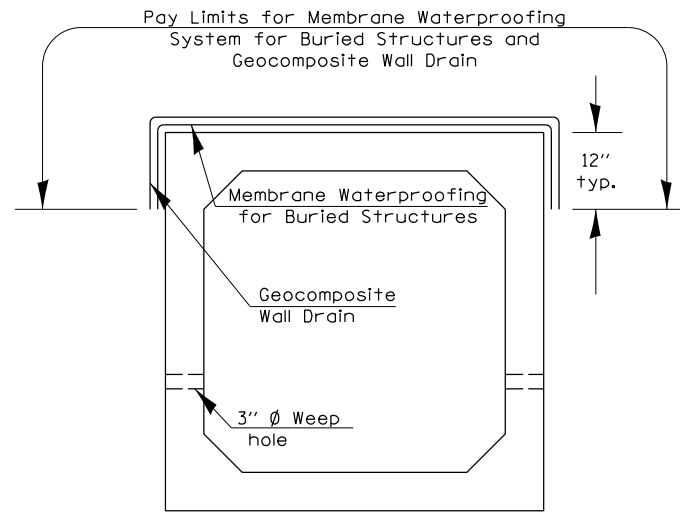 Pay Limits for Membrane Waterproofing
System for Buried Structures and
Geocomposite Wall Drain
12''
typ.
Membrane Waterproofing
for Buried Structures
Geocomposite
Wall Drain
3'' Ø Weep
hole